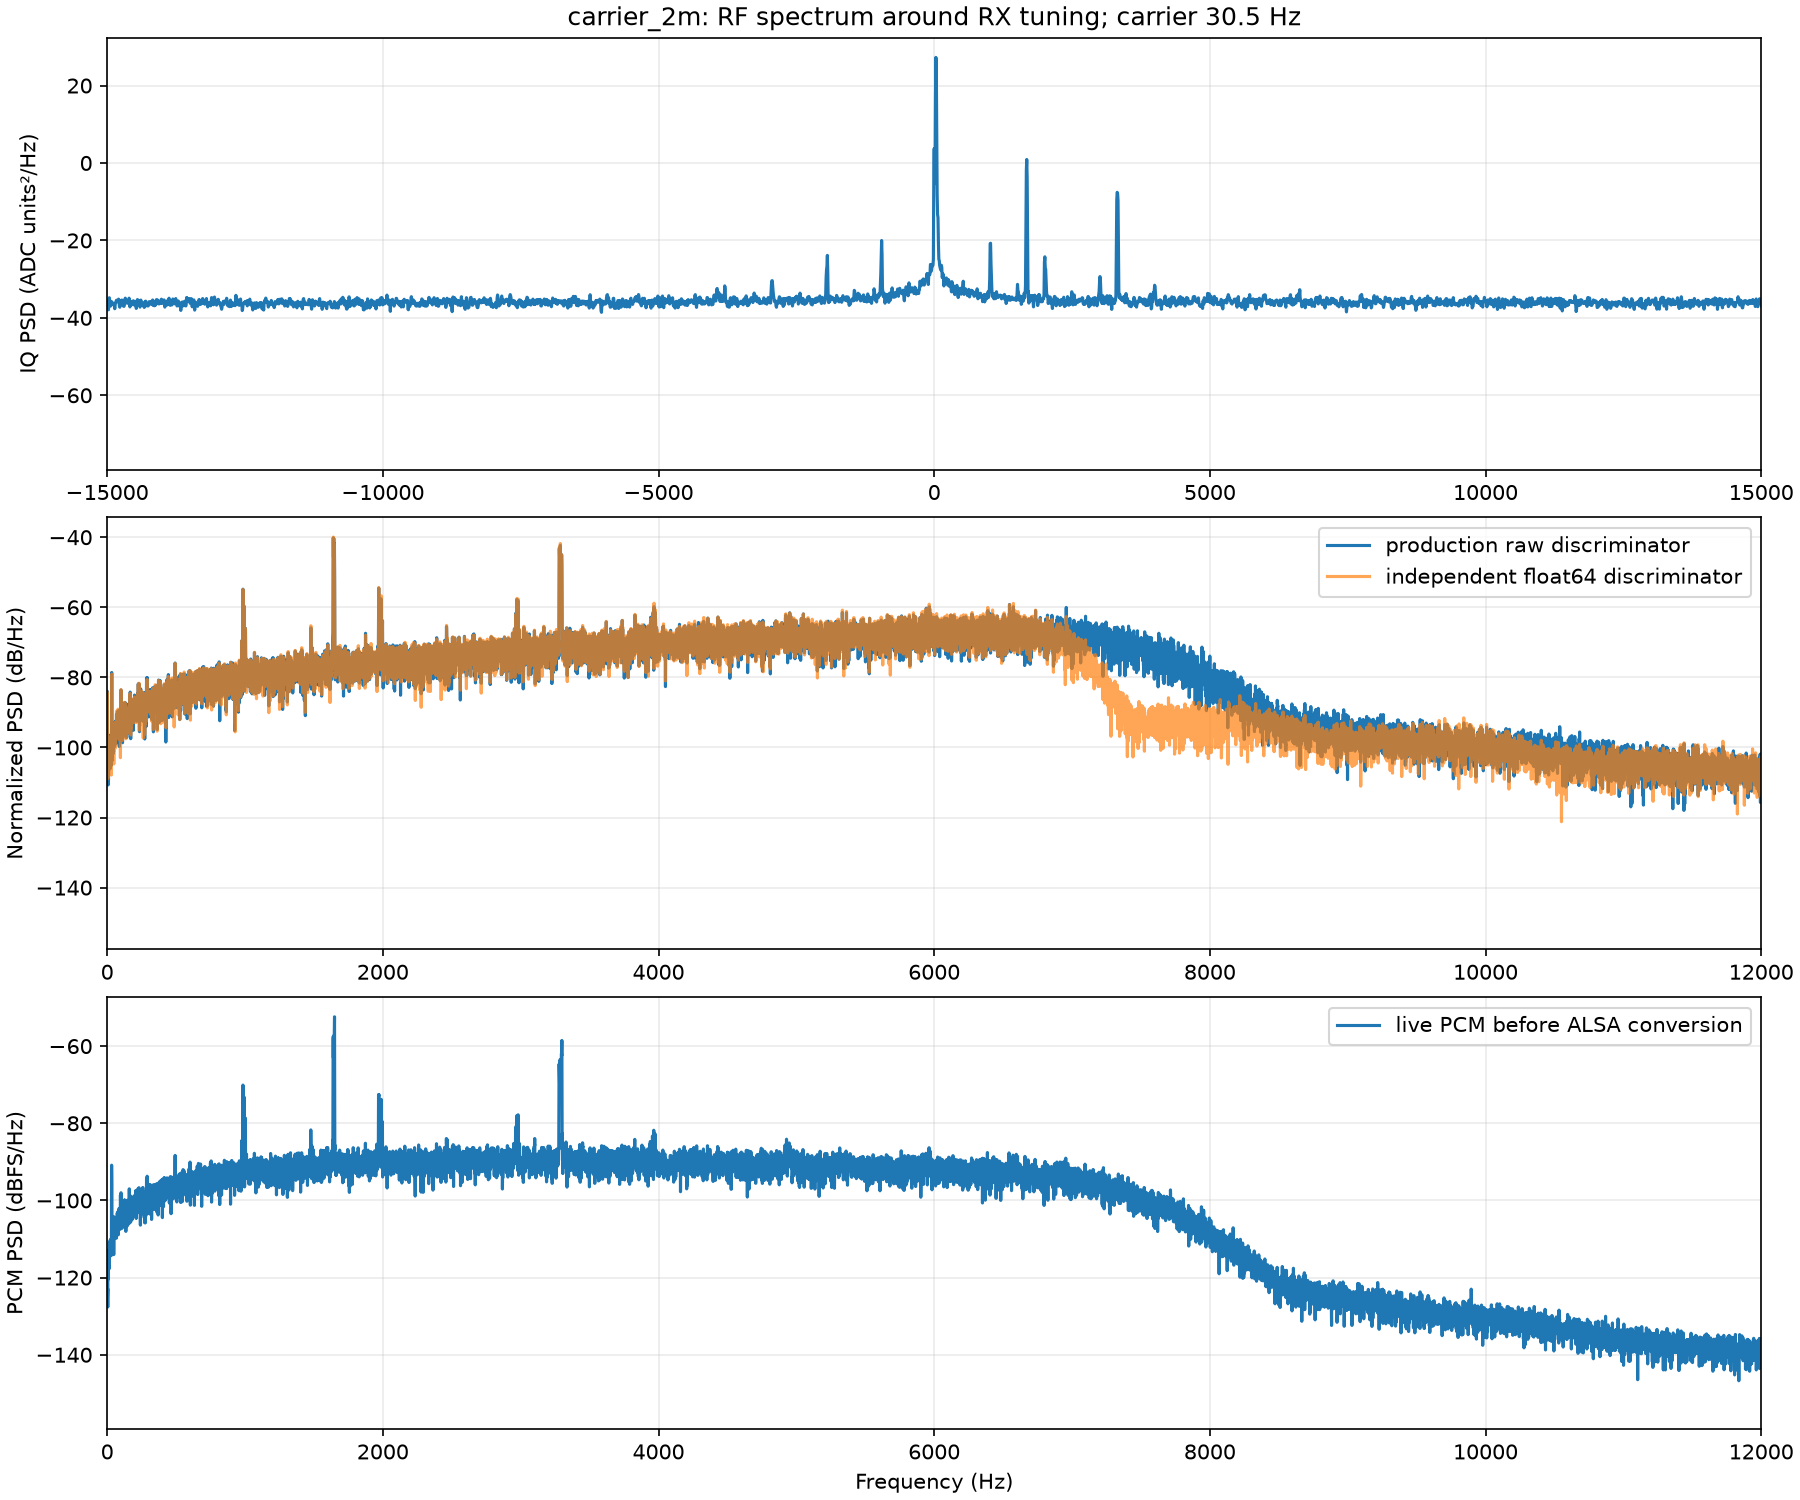 carrier_2m: RF spectrum around RX tuning; carrier 30.5 Hz
IQ PSD (ADC units²/Hz)
20
0
−20
−40
−60
−15000 −10000 −5000 0 5000 10000 15000
Normalized PSD (dB/Hz)
production raw discriminator
independent float64 discriminator
−40
−60
−80
−100
−120
−140
0 2000 4000 6000 8000 10000 12000
PCM PSD (dBFS/Hz)
live PCM before ALSA conversion
−60
−80
−100
−120
−140
0 2000 4000 6000 8000 10000 12000
Frequency (Hz)